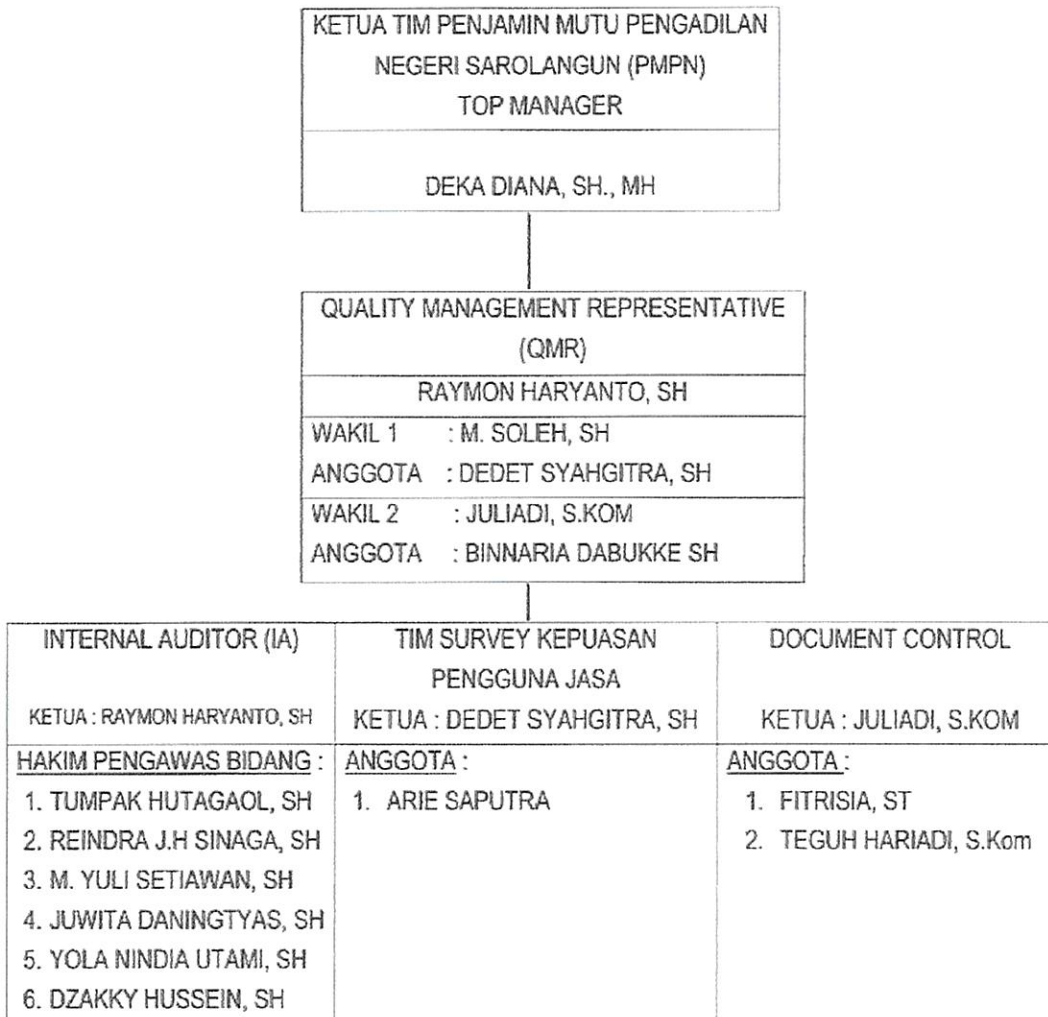 KETUA TIM PENJAMIN MUTU PENGADILAN
NEGERI SAROLANGUN (PMPN)
TOP MANAGER
DEKA DIANA, SH., MH
QUALITY MANAGEMENT REPRESENTATIVE
(QMR)
RAYMON HARYANTO, SH
WAKIL 1 : M. SOLEH, SH
ANGGOTA : DEDET SYAHGITRA, SH
WAKIL 2 : JULIADI, S.KOM
ANGGOTA : BINNARIA DABUKKE SH
INTERNAL AUDITOR (IA)
KETUA : RAYMON HARYANTO, SH
HAKIM PENGAWAS BIDANG :
1. TUMPAK HUTAGAOL, SH
2. REINDRA J.H SINAGA, SH
3. M. YULI SETIAWAN, SH
4. JUWITA DANINGTYAS, SH
5. YOLA NINDIA UTAMI, SH
6. DZAKKY HUSSEIN, SH
TIM SURVEY KEPUASAN
PENGGUNA JASA
KETUA : DEDET SYAHGITRA, SH
ANGGOTA :
1. ARIE SAPUTRA
DOCUMENT CONTROL
KETUA : JULIADI, S.KOM
ANGGOTA :
1. FITRISIA, ST
2. TEGUH HARIADI, S.Kom